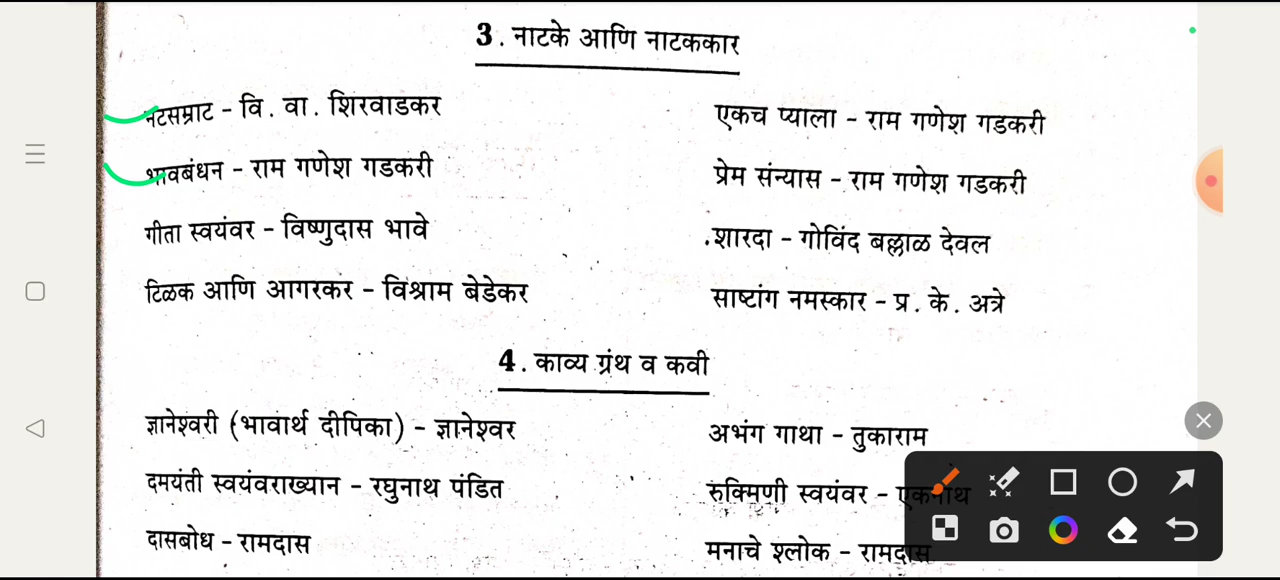 3. नाटके आणि नाटककार
नटसम्राट - वि. वा. शिरवाडकर
एकच प्याला - राम गणेश गडकरी
भावबंधन - राम गणेश गडकरी
प्रेम संन्यास - राम गणेश गडकरी
गीता स्वयंवर - विष्णुदास भावे
शारदा - गोविंद बल्लाळ देवल
टिळक आणि आगरकर - विश्राम बेडेकर
साष्टांग नमस्कार - प्र. के. अत्रे
4. काव्य ग्रंथ व कवी
ज्ञानेश्वरी (भावार्थ दीपिका) - ज्ञानेश्वर
अभंग गाथा - तुकाराम
दमयंती स्वयंवराख्यान - रघुनाथ पंडित
रुक्मिणी स्वयंवर - एकनाथ
दासबोध - रामदास
मनाचे श्लोक - रामदास